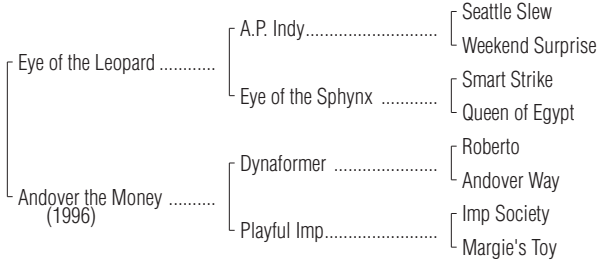 Seattle Slew
A.P. Indy..........................
Weekend Surprise
Eye of the Leopard ............
Smart Strike
Eye of the Sphynx ............
Queen of Egypt
Roberto
Dynaformer ......................
Andover Way
Andover the Money ..........
(1996)
Imp Society
Playful Imp........................
Margie's Toy